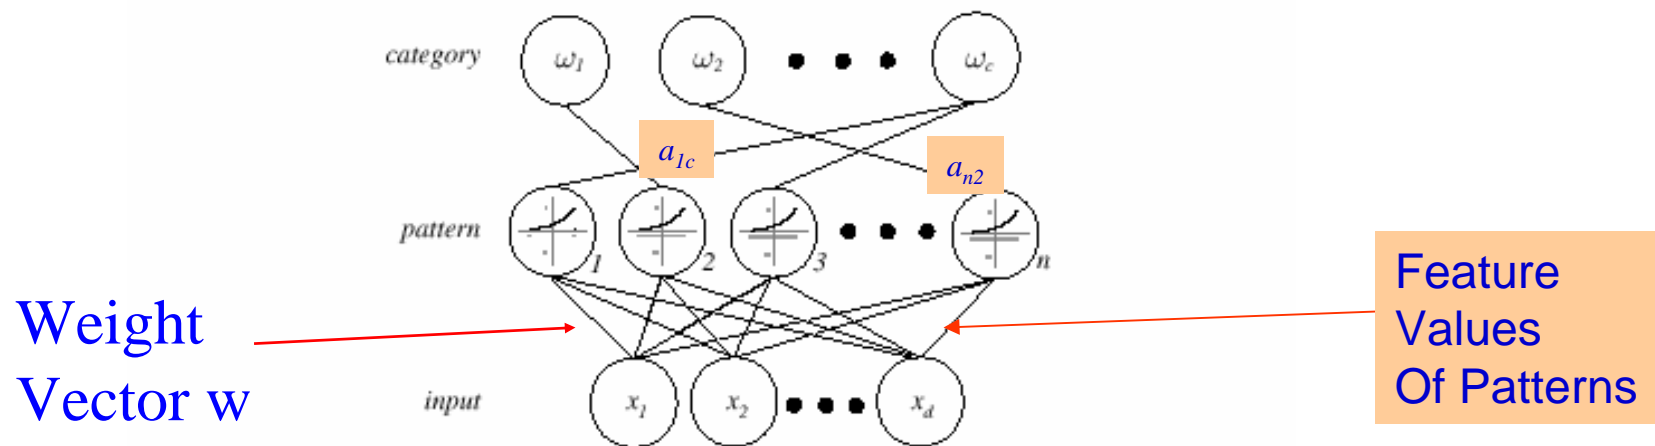 category ω1 ω2 ωc
a1c
an2
pattern 1 2 3 n
Feature
Values
Of Patterns
Weight
Vector w
input x1 x2 xd